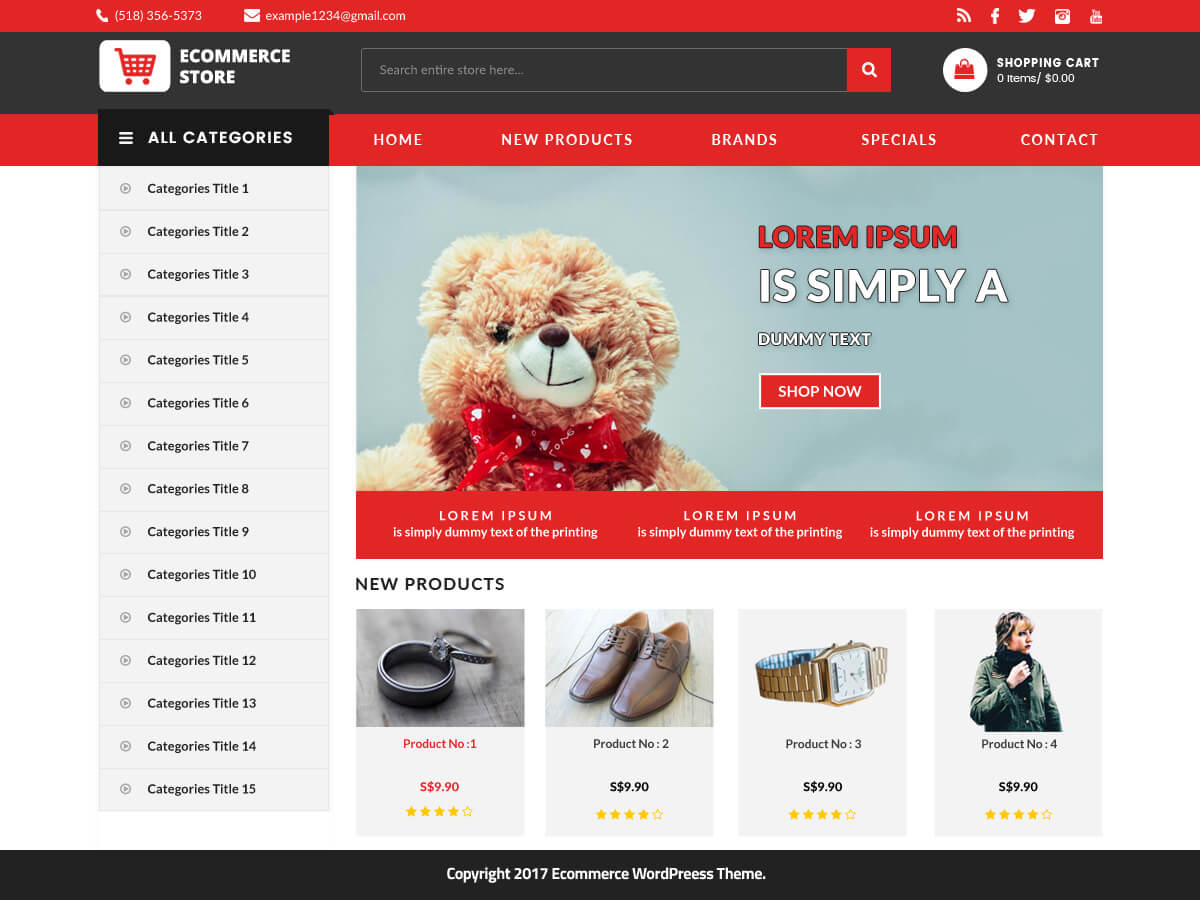 (518) 356-5373
example1234@gmail.com
ECOMMERCE
STORE
Search entire store here...
SHOPPING CART
0 Items/ $0.00
ALL CATEGORIES
HOME
NEW PRODUCTS
BRANDS
SPECIALS
CONTACT
Categories Title 1
Categories Title 2
Categories Title 3
Categories Title 4
Categories Title 5
Categories Title 6
Categories Title 7
Categories Title 8
Categories Title 9
Categories Title 10
Categories Title 11
Categories Title 12
Categories Title 13
Categories Title 14
Categories Title 15
LOREM IPSUM
IS SIMPLY A
DUMMY TEXT
SHOP NOW
LOREM IPSUM
is simply dummy text of the printing
LOREM IPSUM
is simply dummy text of the printing
LOREM IPSUM
is simply dummy text of the printing
NEW PRODUCTS
Product No :1
S$9.90
Product No : 2
S$9.90
Product No : 3
S$9.90
Product No : 4
S$9.90
Copyright 2017 Ecommerce WordPreess Theme.